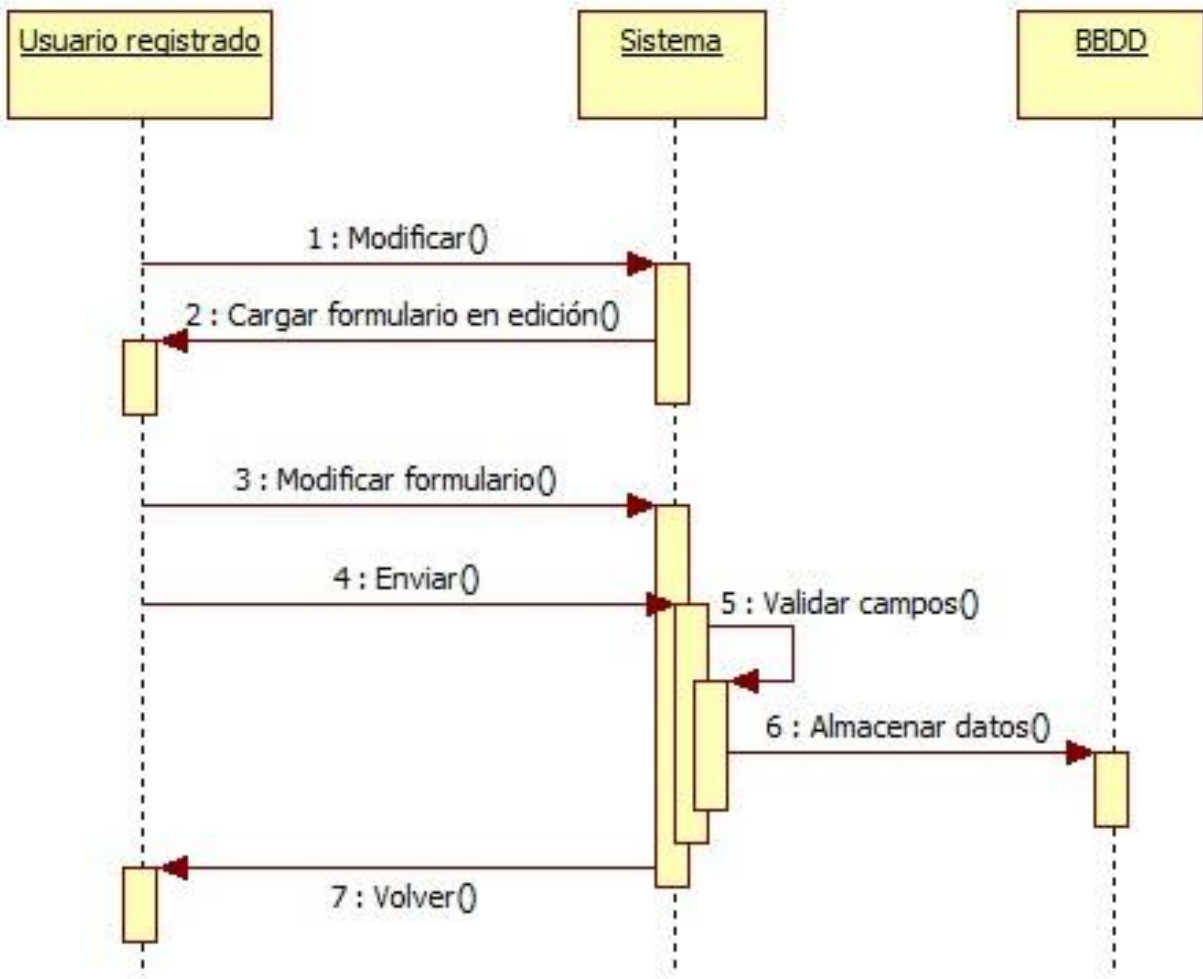 Usuario registrado
Sistema
BBDD
1 : Modificar()
2 : Cargar formulario en edición()
3 : Modificar formulario()
4 : Enviar()
5 : Validar campos()
6 : Almacenar datos()
7 : Volver()